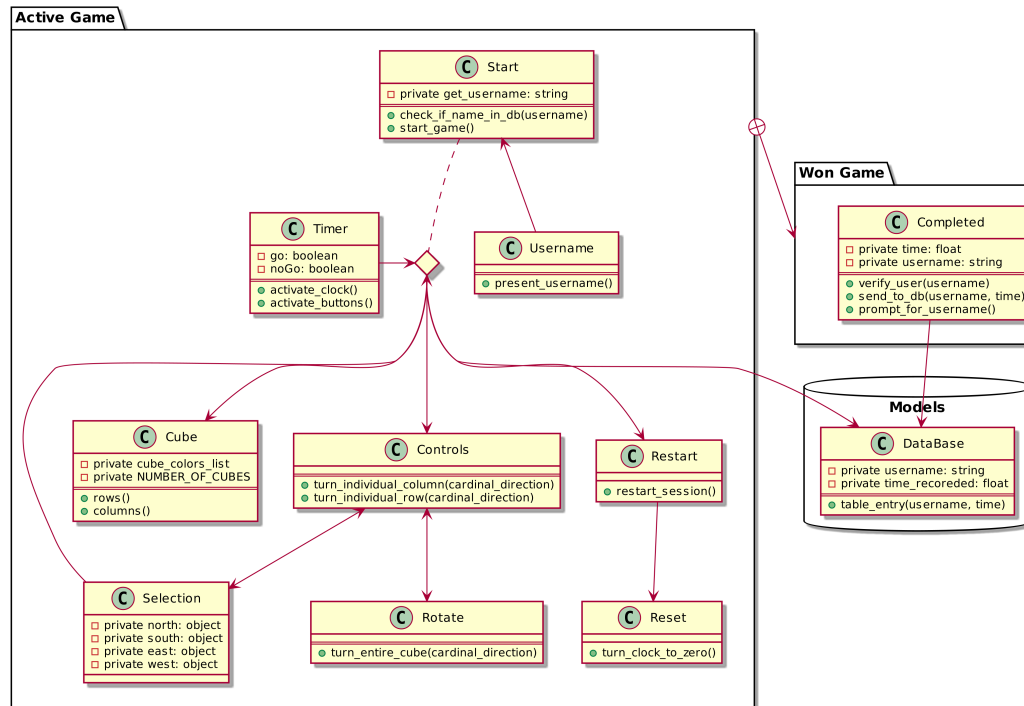 Active Game
C Start
private get_username: string
check_if_name_in_db(username)
start_game()
Won Game
C Timer
go: boolean
noGo: boolean
activate_clock()
activate_buttons()
C Username
present_username()
C Completed
private time: float
private username: string
verify_user(username)
send_to_db(username, time)
prompt_for_username()
Models
C Cube
private cube_colors_list
private NUMBER_OF_CUBES
rows()
columns()
C Controls
turn_individual_column(cardinal_direction)
turn_individual_row(cardinal_direction)
C Restart
restart_session()
C DataBase
private username: string
private time_recoreded: float
table_entry(username, time)
C Selection
private north: object
private south: object
private east: object
private west: object
C Rotate
turn_entire_cube(cardinal_direction)
C Reset
turn_clock_to_zero()